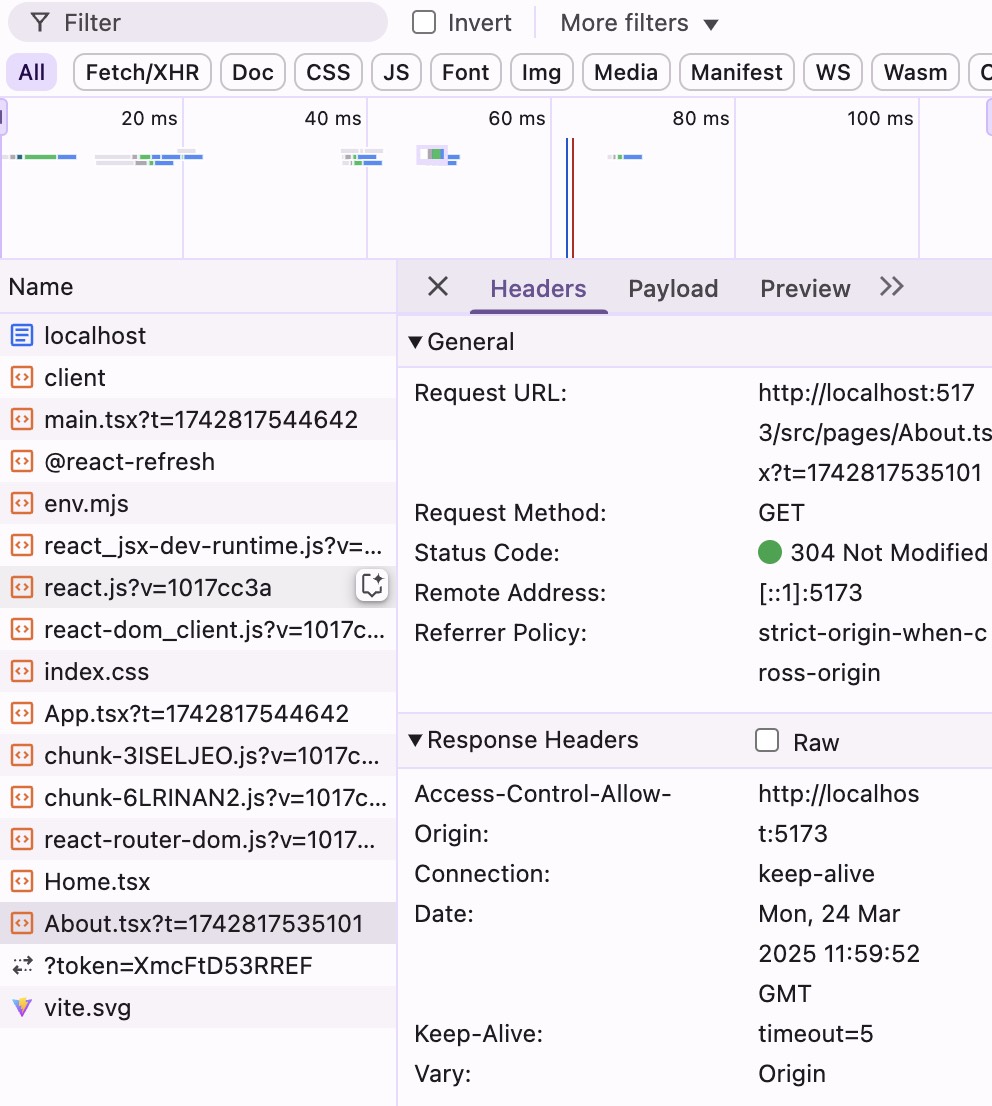 Filter
Invert
More filters
All
Fetch/XHR
Doc
CSS
JS
Font
Img
Media
Manifest
WS
Wasm
20 ms
40 ms
60 ms
80 ms
100 ms
Name
localhost
client
main.tsx?t=1742817544642
@react-refresh
env.mjs
react_jsx-dev-runtime.js?v=...
react.js?v=1017cc3a
react-dom_client.js?v=1017c...
index.css
App.tsx?t=1742817544642
chunk-3ISELJEO.js?v=1017c...
chunk-6LRINAN2.js?v=1017c...
react-router-dom.js?v=1017...
Home.tsx
About.tsx?t=1742817535101
?token=XmcFtD53RREF
vite.svg
Headers
Payload
Preview
General
Request URL:
http://localhost:517
3/src/pages/About.ts
x?t=1742817535101
Request Method:
GET
Status Code:
304 Not Modified
Remote Address:
[::1]:5173
Referrer Policy:
strict-origin-when-c
ross-origin
Response Headers
Raw
Access-Control-Allow-
Origin:
http://localhos
t:5173
Connection:
keep-alive
Date:
Mon, 24 Mar
2025 11:59:52
GMT
Keep-Alive:
timeout=5
Vary:
Origin